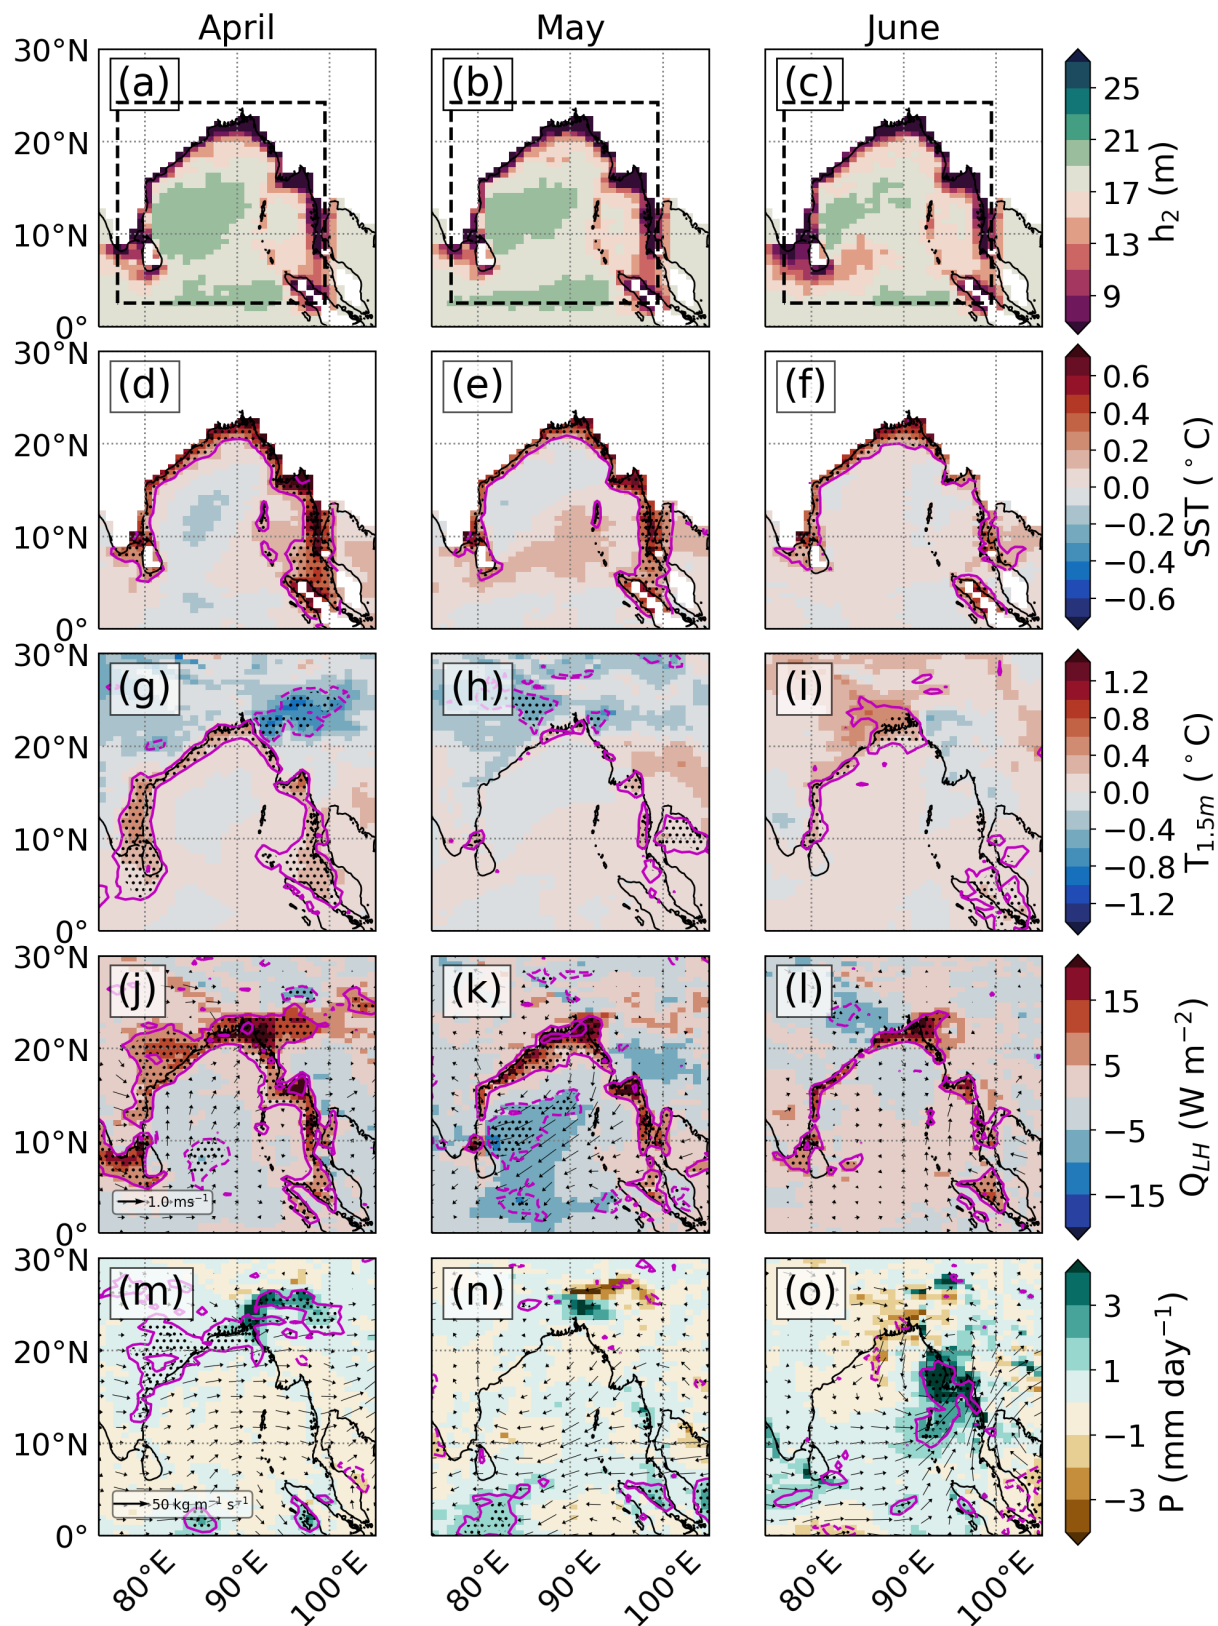 April May June
30°N
20°N
10°N
0°
(a) (b) (c)
25
21
17
13
9
h2 (m)
30°N
20°N
10°N
0°
(d) (e) (f)
0.6
0.4
0.2
0.0
−0.2
−0.4
−0.6
SST (°C)
30°N
20°N
10°N
0°
(g) (h) (i)
1.2
0.8
0.4
0.0
−0.4
−0.8
−1.2
T1.5m (°C)
30°N
20°N
10°N
0°
(j) (k) (l)
1.0 ms−1
15
5
−5
−15
QLH (W m−2)
30°N
20°N
10°N
0°
(m) (n) (o)
50 kg m−1 s−1
3
1
−1
−3
P (mm day−1)
80°E 90°E 100°E 80°E 90°E 100°E 80°E 90°E 100°E